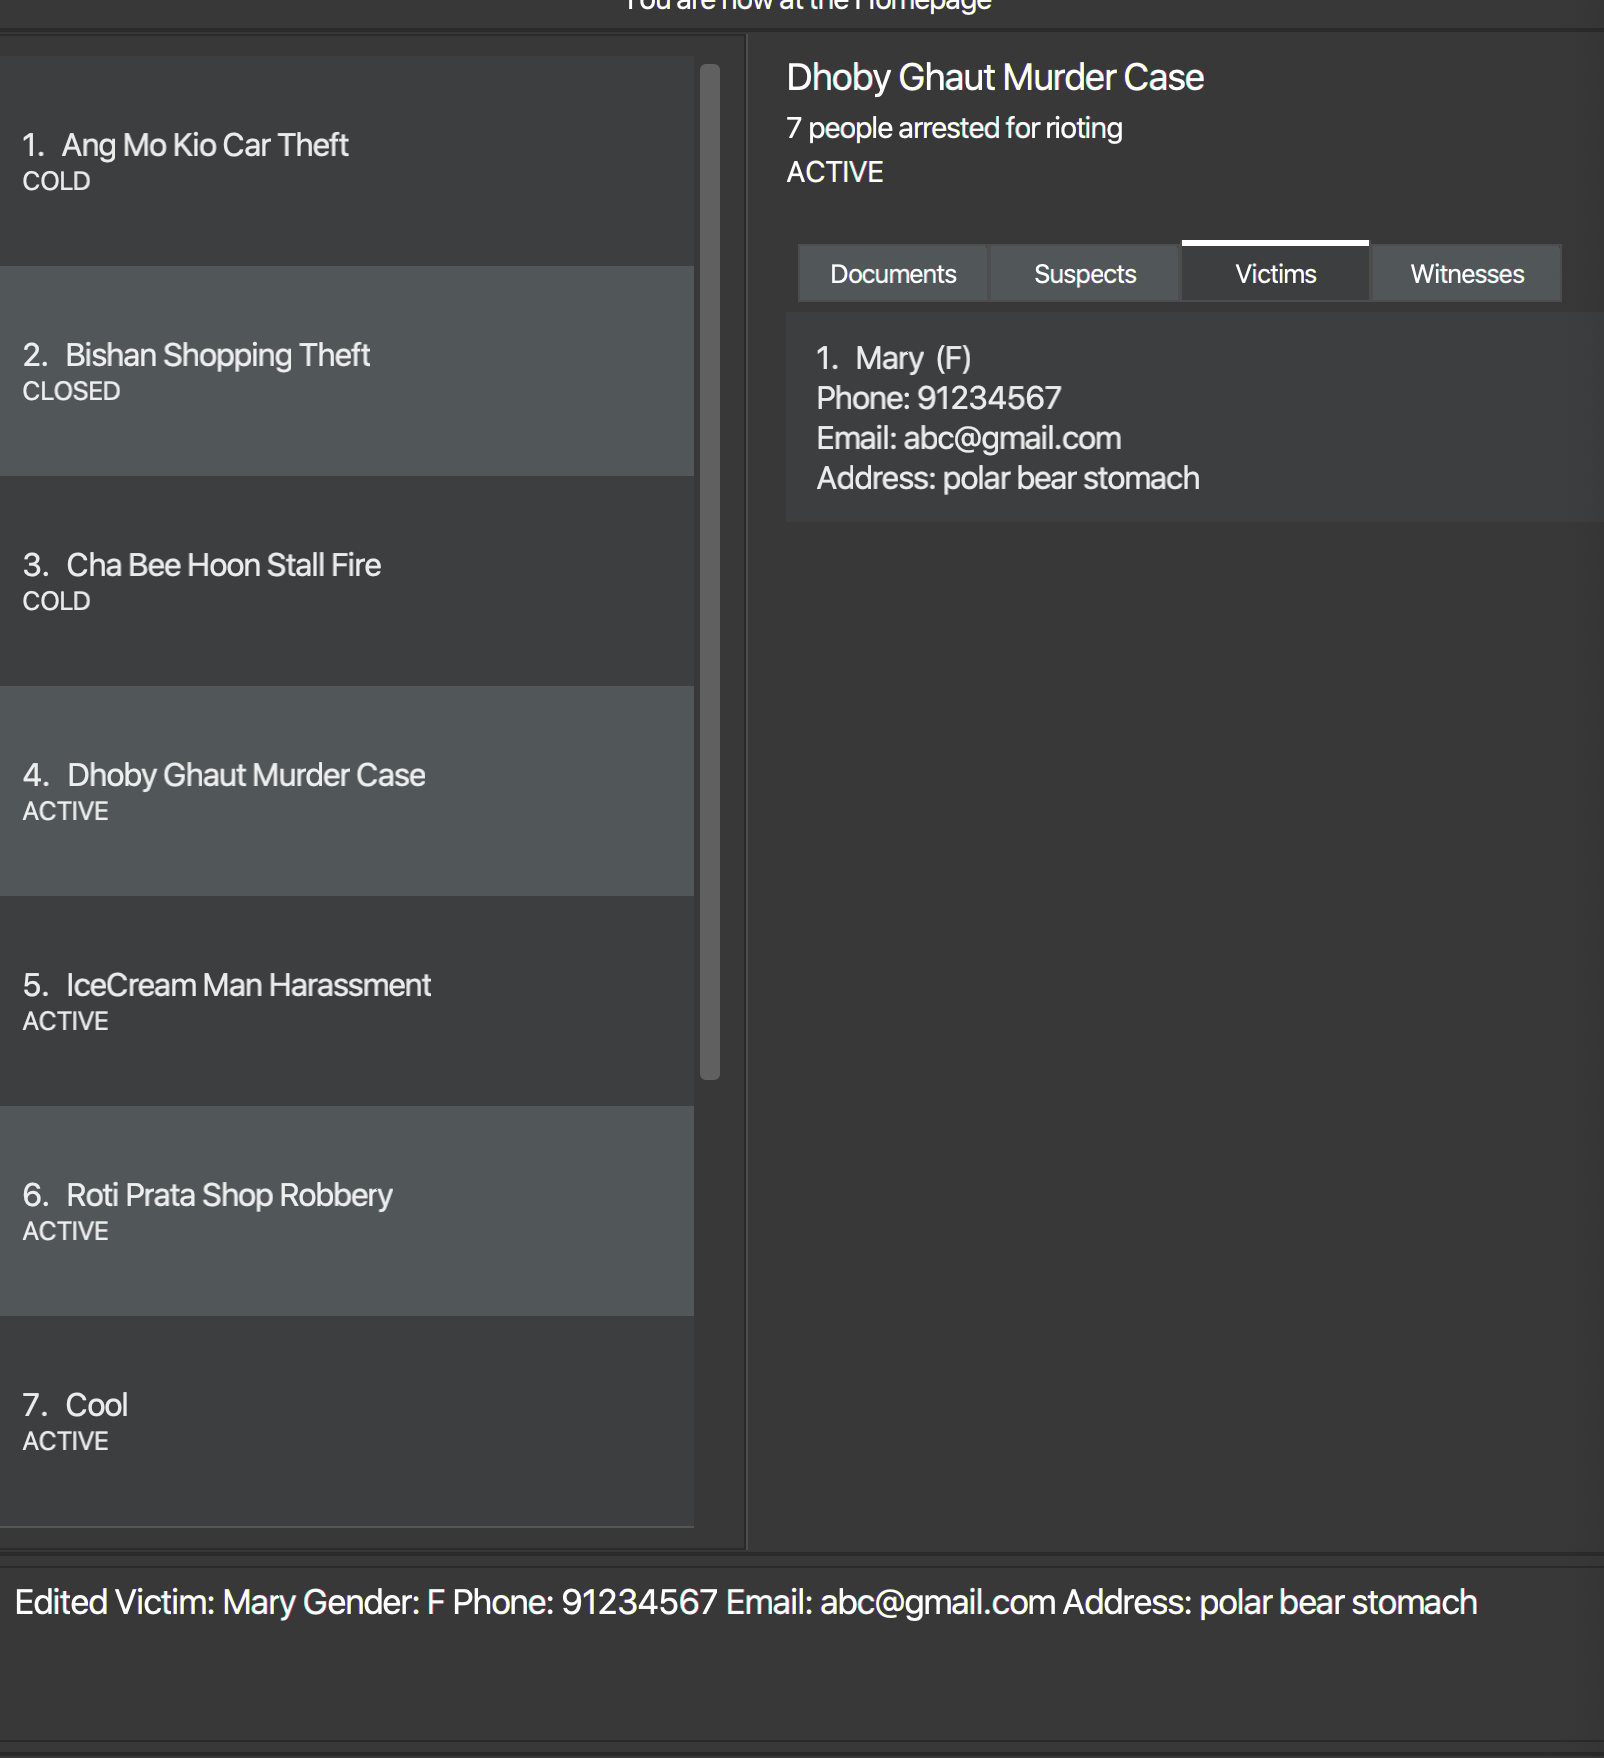 You are now at the Homepage
1. Ang Mo Kio Car Theft
COLD
2. Bishan Shopping Theft
CLOSED
3. Cha Bee Hoon Stall Fire
COLD
4. Dhoby Ghaut Murder Case
ACTIVE
5. IceCream Man Harassment
ACTIVE
6. Roti Prata Shop Robbery
ACTIVE
7. Cool
ACTIVE
Dhoby Ghaut Murder Case
7 people arrested for rioting
ACTIVE
Documents Suspects Victims Witnesses
1. Mary (F)
Phone: 91234567
Email: abc@gmail.com
Address: polar bear stomach
Edited Victim: Mary Gender: F Phone: 91234567 Email: abc@gmail.com Address: polar bear stomach